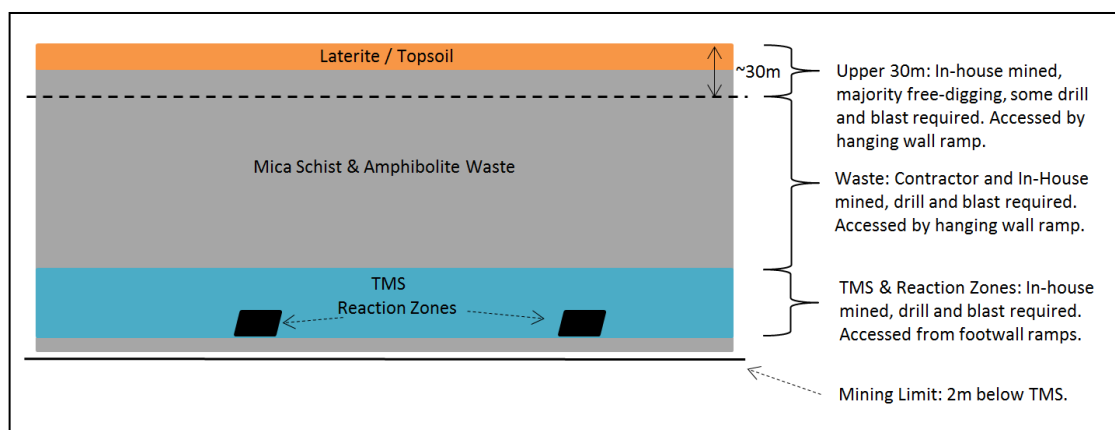 Laterite / Topsoil
~30m
Upper 30m: In-house mined,
majority free-digging, some drill
and blast required. Accessed by
hanging wall ramp.
Mica Schist & Amphibolite Waste
Waste: Contractor and In-House
mined, drill and blast required.
Accessed by hanging wall ramp.
TMS
Reaction Zones
TMS & Reaction Zones: In-house
mined, drill and blast required.
Accessed from footwall ramps.
Mining Limit: 2m below TMS.